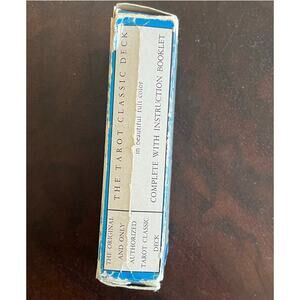 THE ORIGINAL
AND ONLY
AUTHORIZED
TAROT CLASSIC
DECK
THE TAROT CLASSIC DECK
in beautiful full color
COMPLETE WITH INSTRUCTION BOOKLET